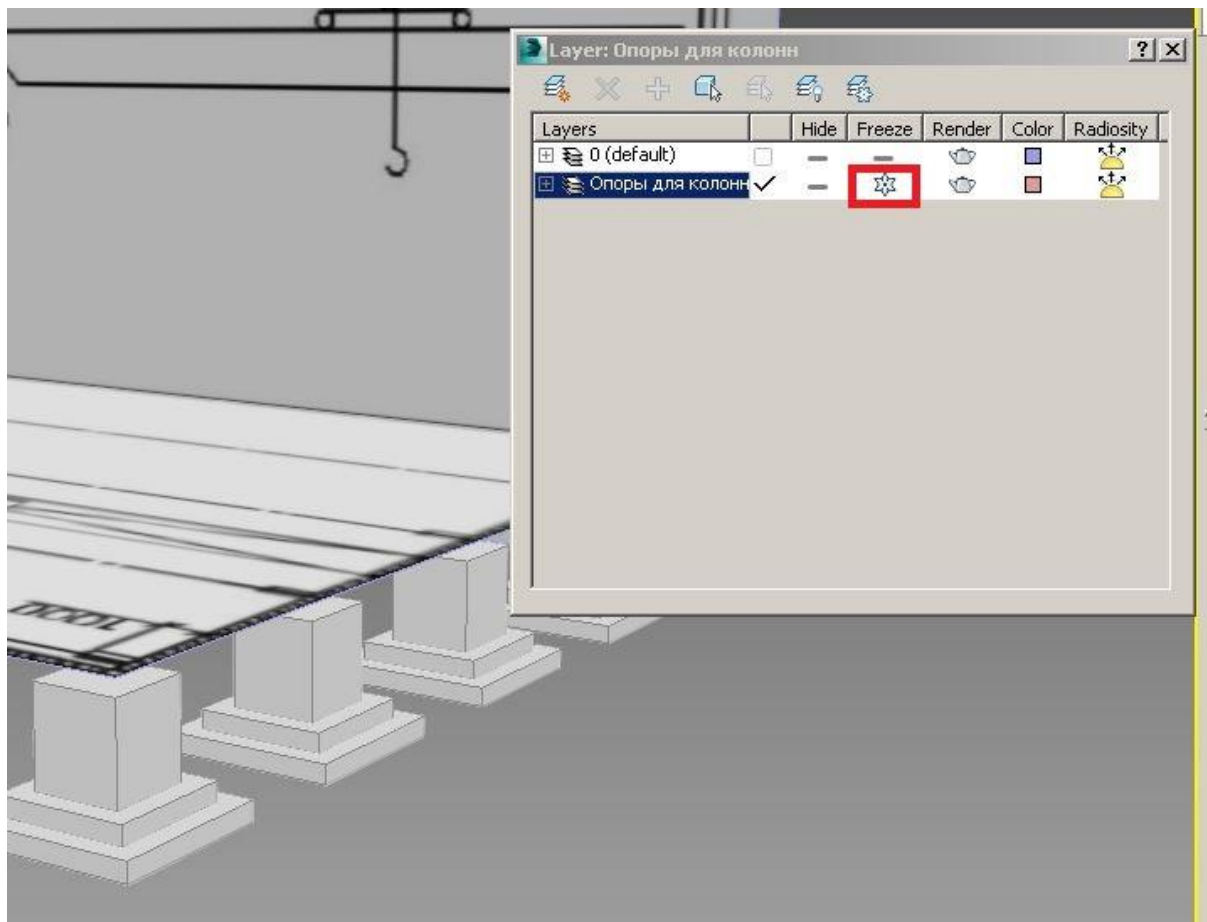 Layer: Опоры для колонн
Layers Hide Freeze Render Color Radiosity
0 (default)
Опоры для колонн